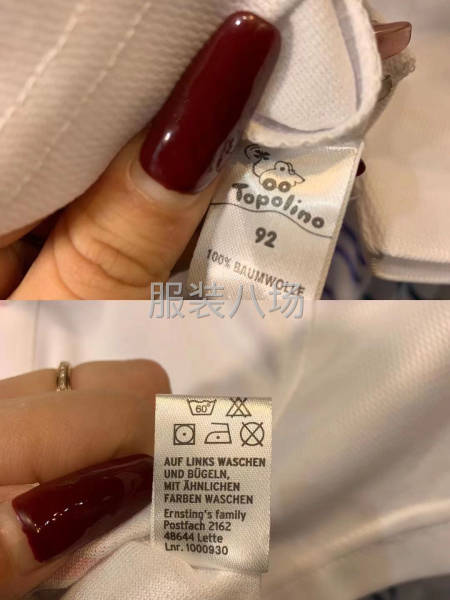 Topolino
92
100% BAUMWOLLE
服装八场
60°
AUF LINKS WASCHEN
UND BÜGELN,
MIT ÄHNLICHEN
FARBEN WASCHEN
Ernsting's family
Postfach 2162
48644 Lette
Lnr. 1000930